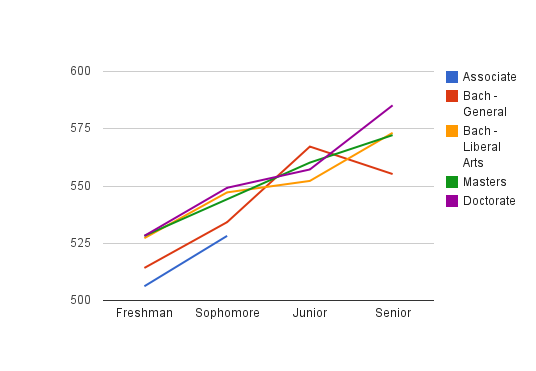 600
575
550
525
500
Freshman
Sophomore
Junior
Senior
Associate
Bach -
General
Bach -
Liberal
Arts
Masters
Doctorate